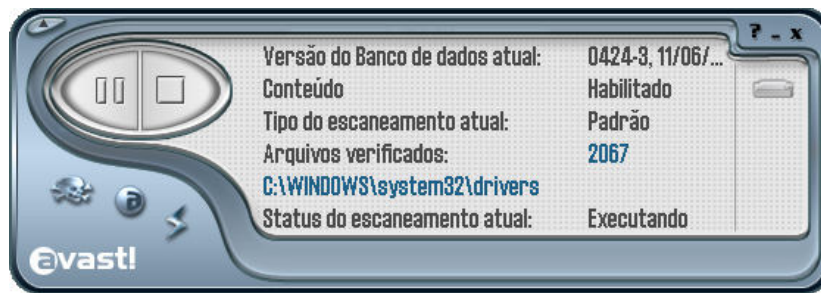 ? - x
Versão do Banco de dados atual: 0424-3, 11/06/...
Conteúdo Habilitado
Tipo do escaneamento atual: Padrão
Arquivos verificados: 2067
C:\WINDOWS\system32\drivers
Status do escaneamento atual: Executando
avast!